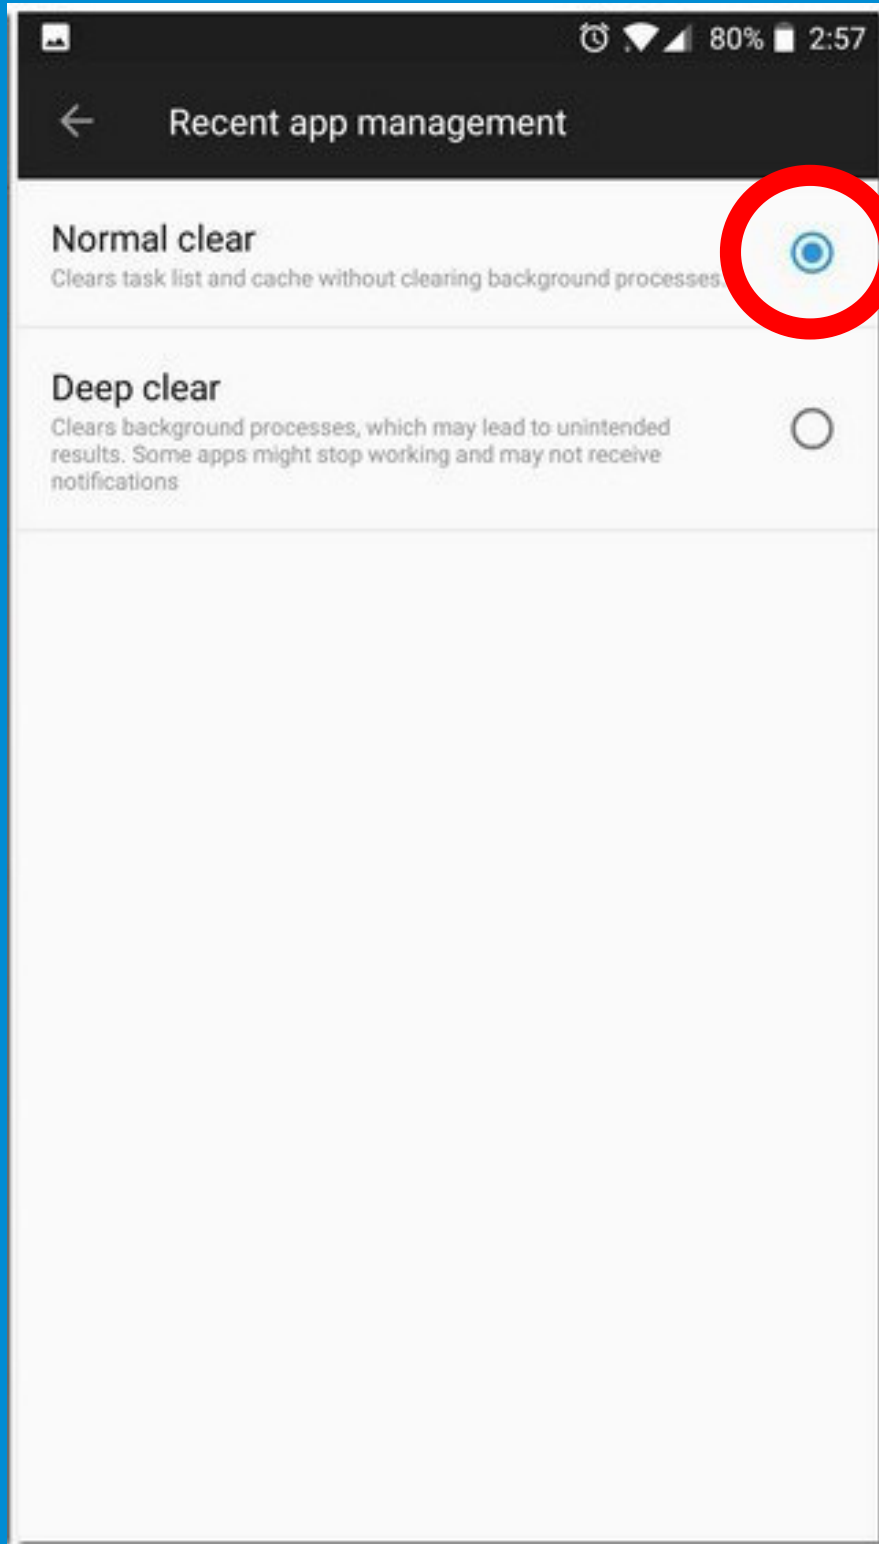 80% 2:57
Recent app management
Normal clear
Clears task list and cache without clearing background processes.
Deep clear
Clears background processes, which may lead to unintended
results. Some apps might stop working and may not receive
notifications